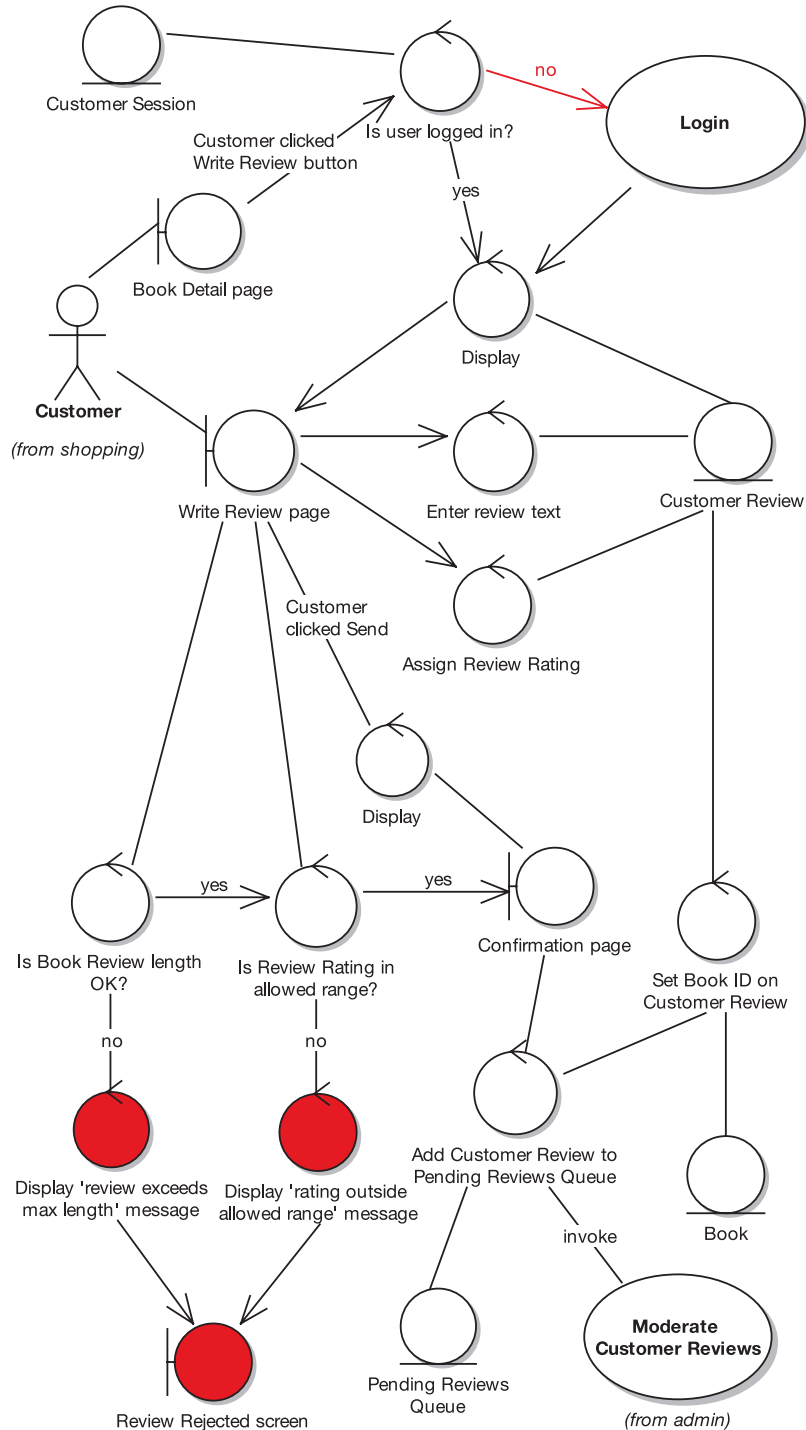 no
Customer Session
Login
Is user logged in?
Customer clicked
Write Review button
yes
Book Detail page
Display
Customer
(from shopping)
Write Review page
Enter review text
Customer Review
Customer
clicked Send
Assign Review Rating
Display
yes
yes
Confirmation page
Is Book Review length
OK?
Is Review Rating in
allowed range?
Set Book ID on
Customer Review
no
no
Add Customer Review to
Pending Reviews Queue
Display 'review exceeds
max length' message
Display 'rating outside
allowed range' message
Book
invoke
Moderate
Customer Reviews
Pending Reviews
Queue
Review Rejected screen
(from admin)